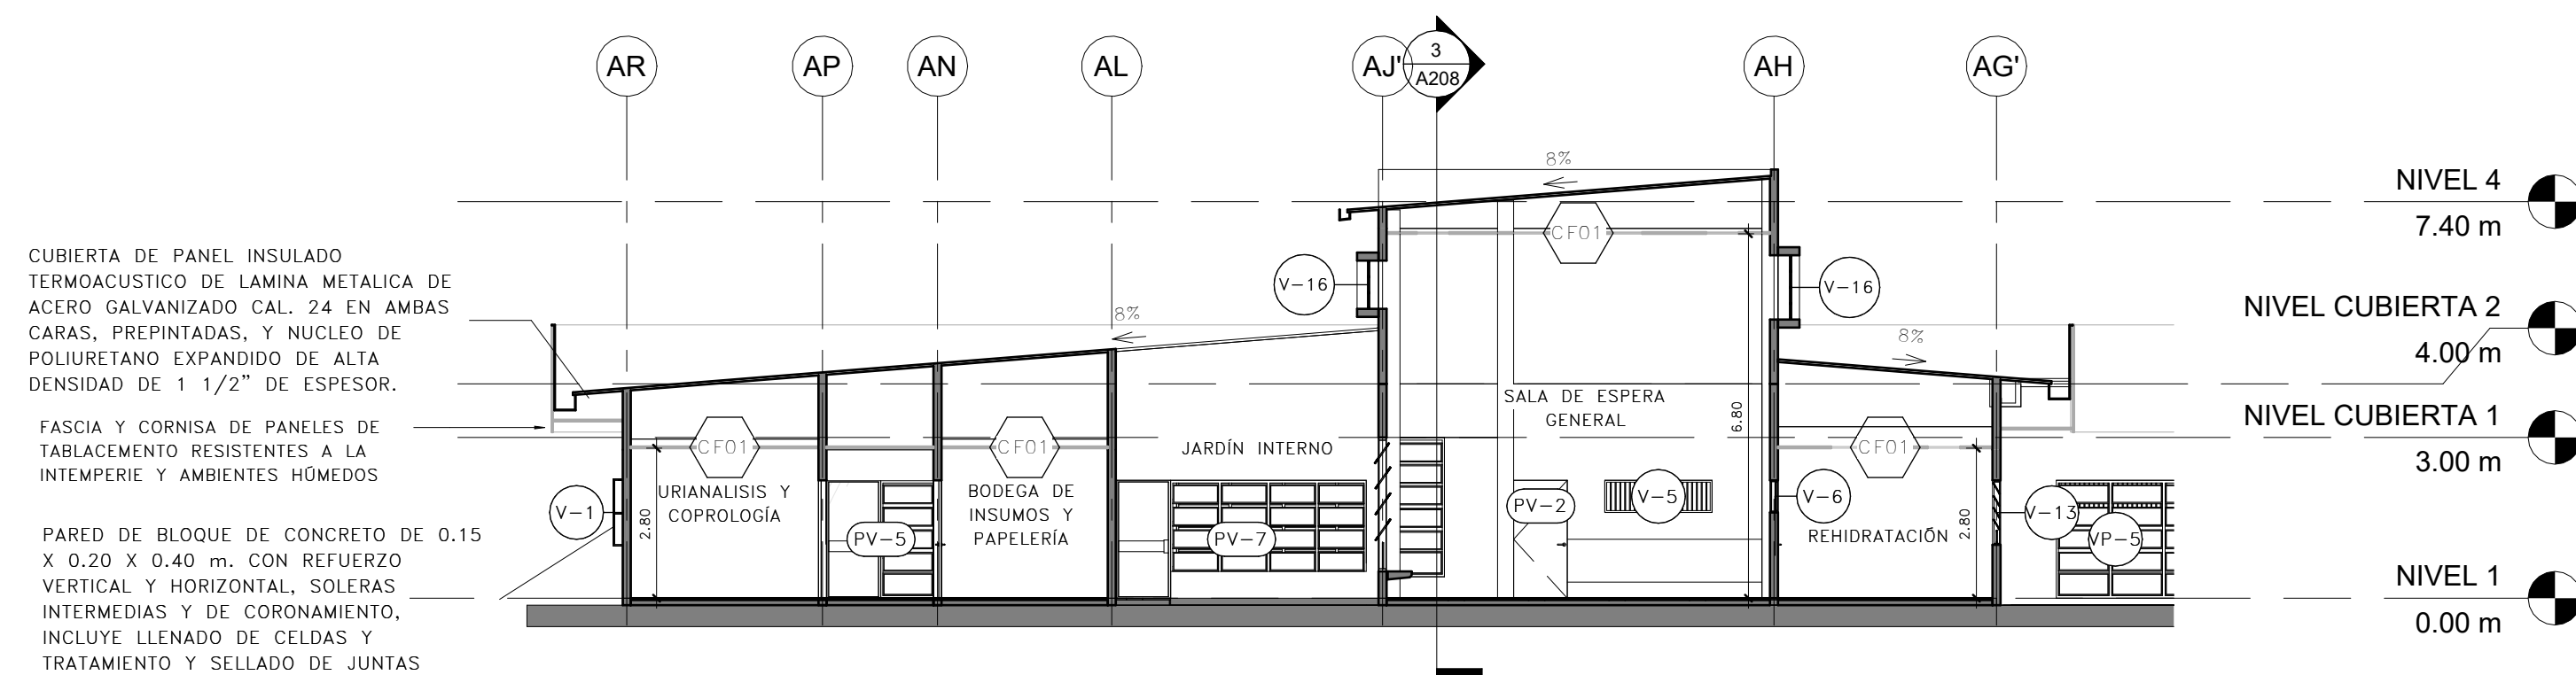 AR
AP
AN
AL
AJ'
3
A208
AH
AG'
8%
NIVEL 4
7.40 m
CF01
CUBIERTA DE PANEL INSULADO
TERMOACUSTICO DE LAMINA METALICA DE
ACERO GALVANIZADO CAL. 24 EN AMBAS
CARAS, PREPINTADAS, Y NUCLEO DE
POLIURETANO EXPANDIDO DE ALTA
DENSIDAD DE 1 1/2" DE ESPESOR.
V-16
V-16
8%
8%
NIVEL CUBIERTA 2
4.00 m
FASCIA Y CORNISA DE PANELES DE
TABLACEMENTO RESISTENTES A LA
INTEMPERIE Y AMBIENTES HÚMEDOS
SALA DE ESPERA
GENERAL
6.80
NIVEL CUBIERTA 1
3.00 m
CF01
CF01
JARDÍN INTERNO
CF01
V-1
2.80
URIANALISIS Y
COPROLOGÍA
PV-5
BODEGA DE
INSUMOS Y
PAPELERÍA
PV-7
PV-2
V-5
V-6
REHIDRATACIÓN
2.80
V-13
VP-5
PARED DE BLOQUE DE CONCRETO DE 0.15
X 0.20 X 0.40 m. CON REFUERZO
VERTICAL Y HORIZONTAL, SOLERAS
INTERMEDIAS Y DE CORONAMIENTO,
INCLUYE LLENADO DE CELDAS Y
TRATAMIENTO Y SELLADO DE JUNTAS
NIVEL 1
0.00 m